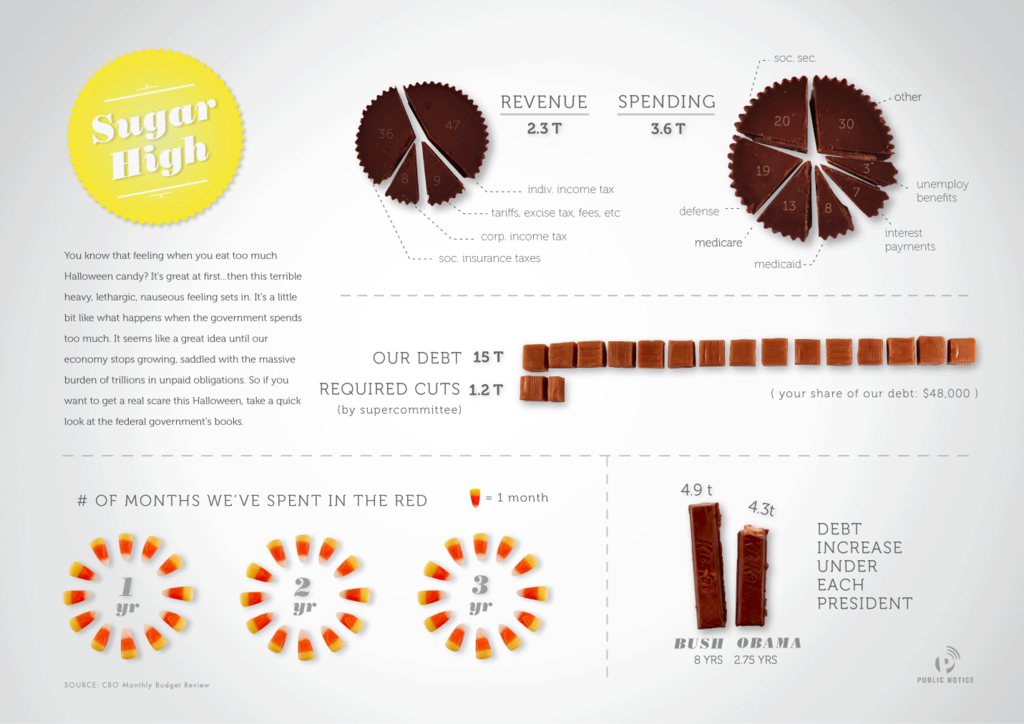 Sugar
High
You know that feeling when you eat too much
Halloween candy? It's great at first...then this terrible
heavy, lethargic, nauseous feeling sets in. It's a little
bit like what happens when the government spends
too much. It seems like a great idea until our
economy stops growing, saddled with the massive
burden of trillions in unpaid obligations. So if you
want to get a real scare this Halloween, take a quick
look at the federal government's books.
REVENUE
2.3 T
36
47
8
9
indiv. income tax
tariffs, excise tax, fees, etc
corp. income tax
soc. insurance taxes
SPENDING
3.6 T
soc. sec.
other
20
30
19
3
7
13
8
unemploy
benefits
defense
interest
payments
medicare
medicaid
OUR DEBT 15 T
REQUIRED CUTS 1.2 T
(by supercommittee)
( your share of our debt: $48,000 )
# OF MONTHS WE'VE SPENT IN THE RED
= 1 month
1
yr
2
yr
3
yr
4.9 t
4.3t
Kit Kat
Kit Kat
BUSH OBAMA
8 YRS 2.75 YRS
DEBT
INCREASE
UNDER
EACH
PRESIDENT
SOURCE: CBO Monthly Budget Review
PUBLIC NOTICE